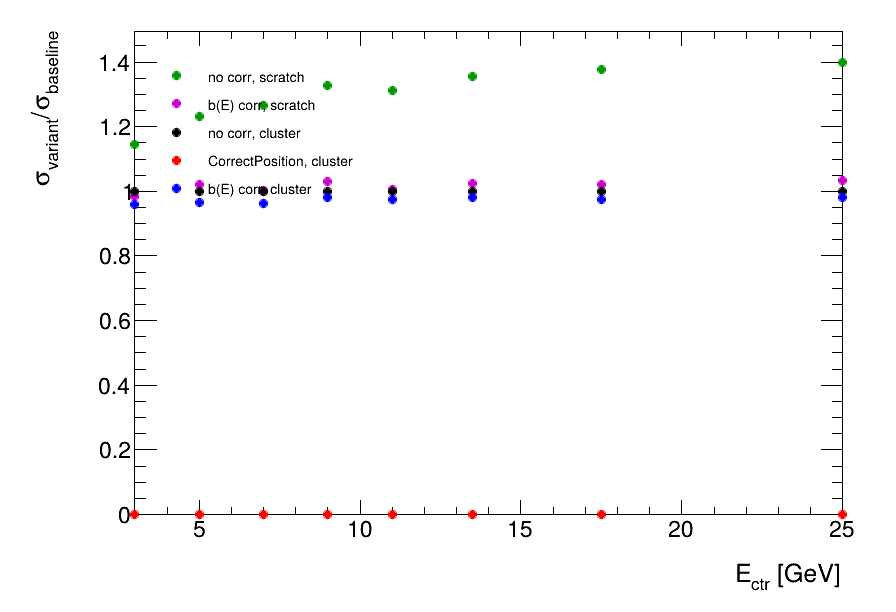 σvariant/σbaseline
1.4
1.2
1
0.8
0.6
0.4
0.2
0
no corr, scratch
b(E) corr, scratch
no corr, cluster
CorrectPosition, cluster
b(E) corr, cluster
5 10 15 20 25
Ectr [GeV]